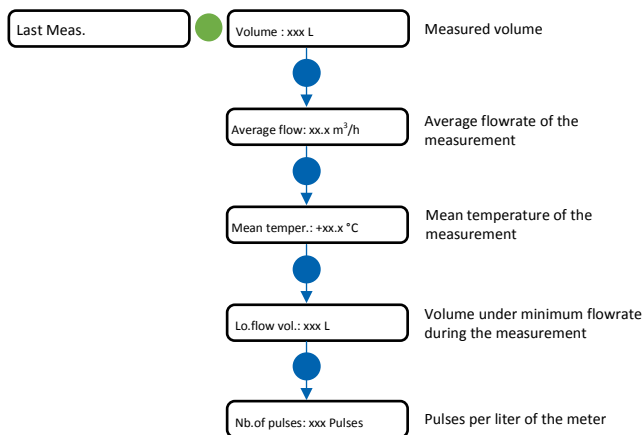 Last Meas.
Volume : xxx L
Measured volume
Average flow: xx.x m³/h
Average flowrate of the
measurement
Mean temper.: +xx.x °C
Mean temperature of the
measurement
Lo.flow vol.: xxx L
Volume under minimum flowrate
during the measurement
Nb.of pulses: xxx Pulses
Pulses per liter of the meter